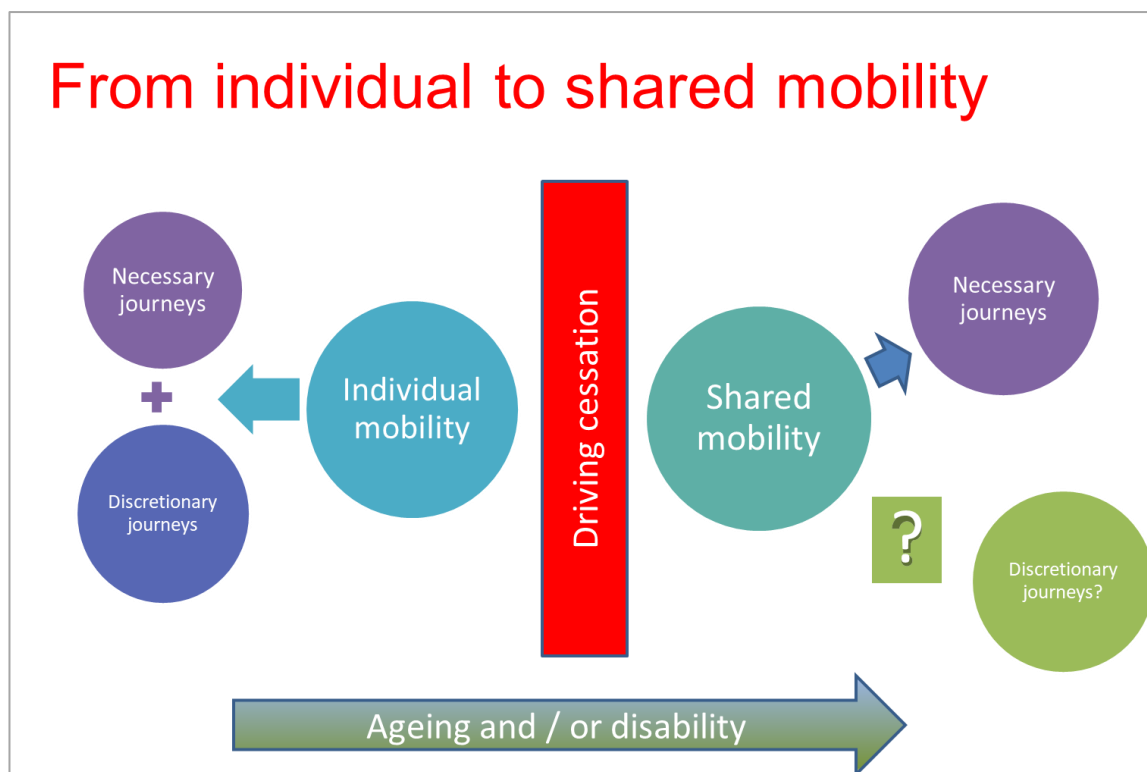 From individual to shared mobility
Necessary
journeys
+
Discretionary
journeys
Individual
mobility
Driving cessation
Shared
mobility
Necessary
journeys
?
Discretionary
journeys?
Ageing and / or disability